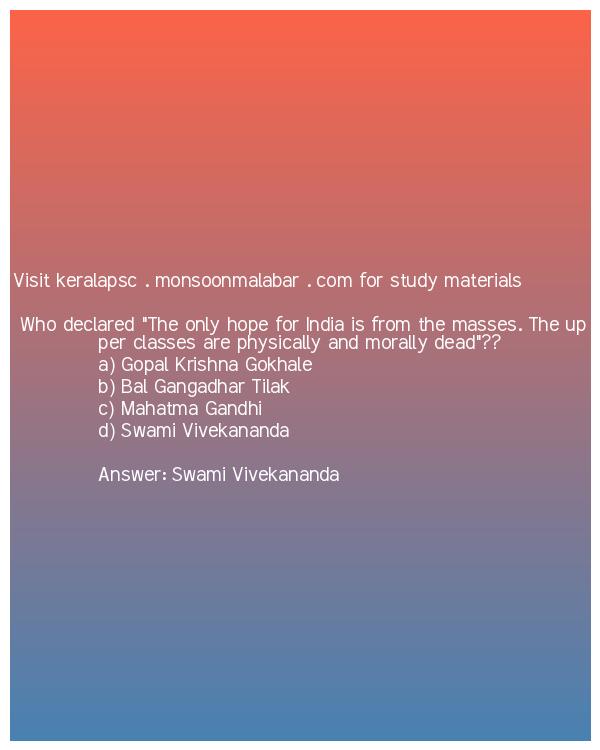 Visit keralapsc . monsoonmalabar . com for study materials
Who declared "The only hope for India is from the masses. The up
per classes are physically and morally dead"??
a) Gopal Krishna Gokhale
b) Bal Gangadhar Tilak
c) Mahatma Gandhi
d) Swami Vivekananda
Answer: Swami Vivekananda